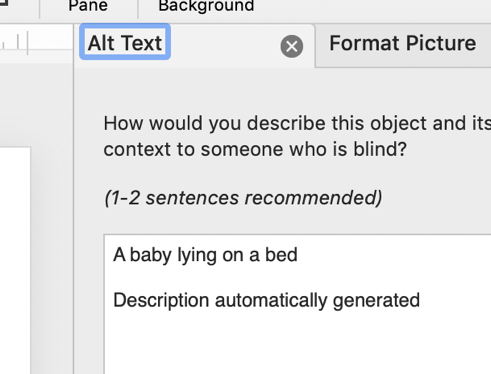 Pane Background
Alt Text Format Picture
How would you describe this object and its
context to someone who is blind?
(1-2 sentences recommended)
A baby lying on a bed
Description automatically generated